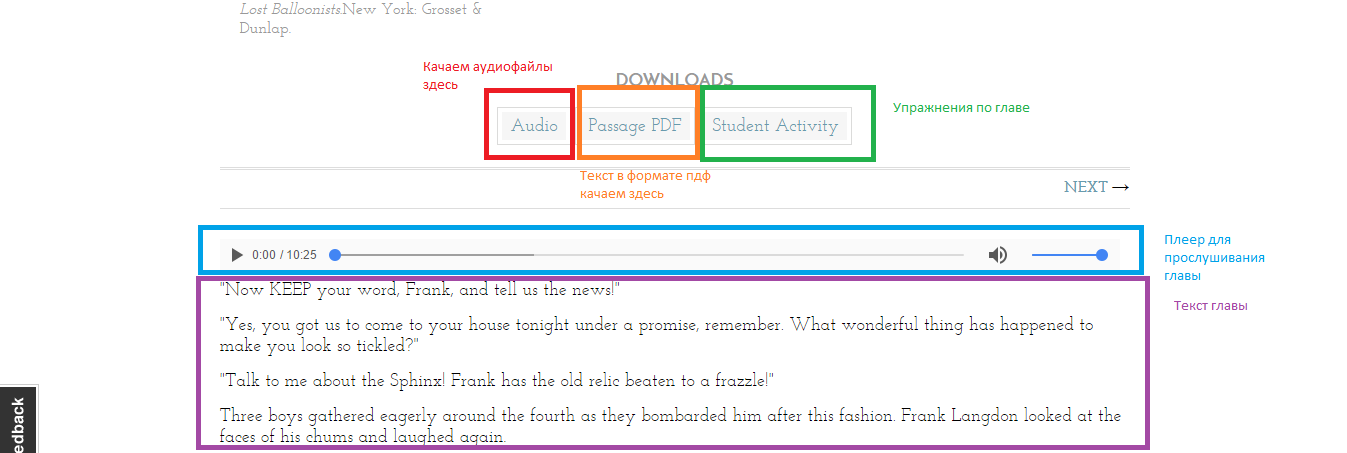 Lost Balloonists.New York: Grosset &
Dunlap.
Качаем аудиофайлы
здесь
DOWNLOADS
Audio
Passage PDF
Student Activity
Упражнения по главе
Текст в формате пдф
качаем здесь
NEXT →
0:00 / 10:25
Плеер для
прослушивания
главы
"Now KEEP your word, Frank, and tell us the news!"
Текст главы
"Yes, you got us to come to your house tonight under a promise, remember. What wonderful thing has happened to
make you look so tickled?"
"Talk to me about the Sphinx! Frank has the old relic beaten to a frazzle!"
Three boys gathered eagerly around the fourth as they bombarded him after this fashion. Frank Langdon looked at the
faces of his chums and laughed again.
edback